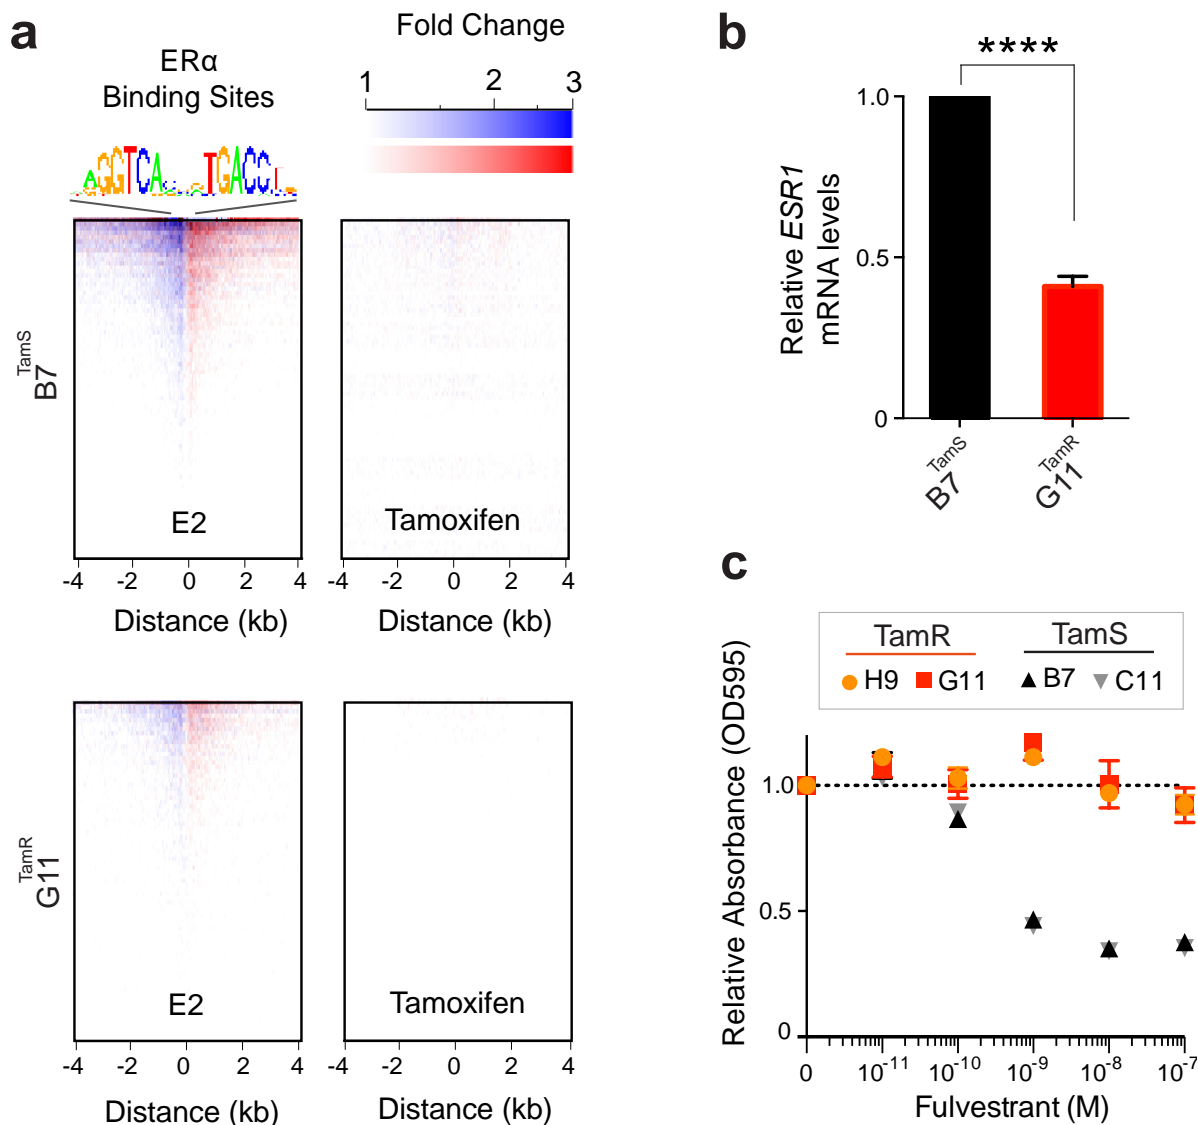 a
ERα
Binding Sites
AGGTCA TGACCT
Fold Change
1 2 3
B7 TamS
E2
Tamoxifen
-4 -2 0 2 4
-4 -2 0 2 4
Distance (kb)
Distance (kb)
G11 TamR
E2
Tamoxifen
-4 -2 0 2 4
-4 -2 0 2 4
Distance (kb)
Distance (kb)
b
****
Relative ESR1
mRNA levels
1.0
0.5
0
B7 TamS
G11 TamR
c
TamR TamS
H9 G11 B7 C11
Relative Absorbance (OD595)
1.0
0.5
0
0 10-11 10-10 10-9 10-8 10-7
Fulvestrant (M)